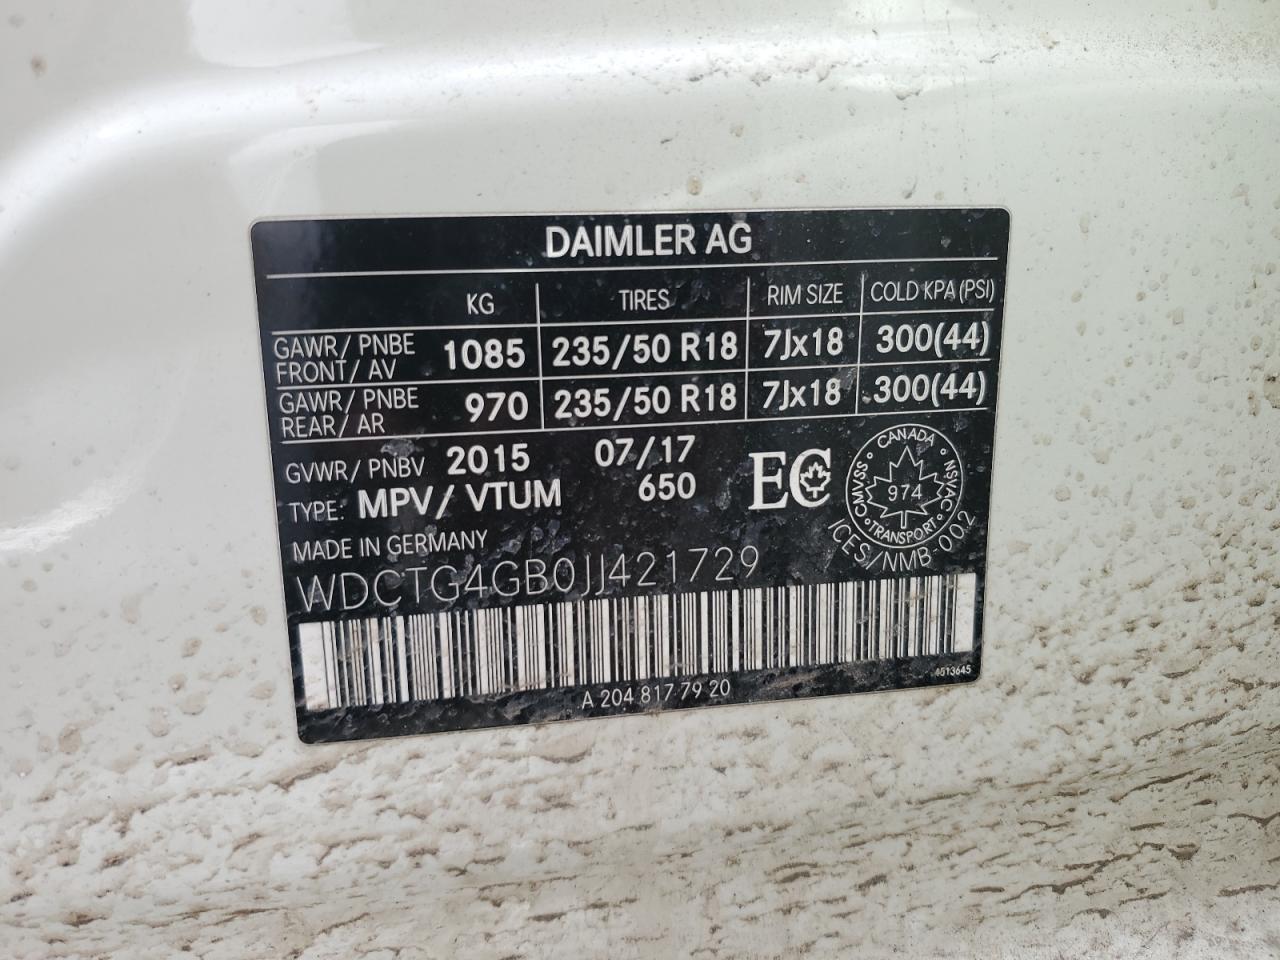 DAIMLER AG
KG TIRES RIM SIZE COLD KPA (PSI)
GAWR/ PNBE FRONT/ AV 1085 235/50 R18 7Jx18 300(44)
GAWR/ PNBE REAR/ AR 970 235/50 R18 7Jx18 300(44)
GVWR/ PNBV 2015 07/17
TYPE: MPV/ VTUM 650
EC
CANADA
CMVSS NSVAC
974
TRANSPORT
ICES/NMB-002
MADE IN GERMANY
WDCTG4GB0JJ421729
4513645
A 204 817 79 20